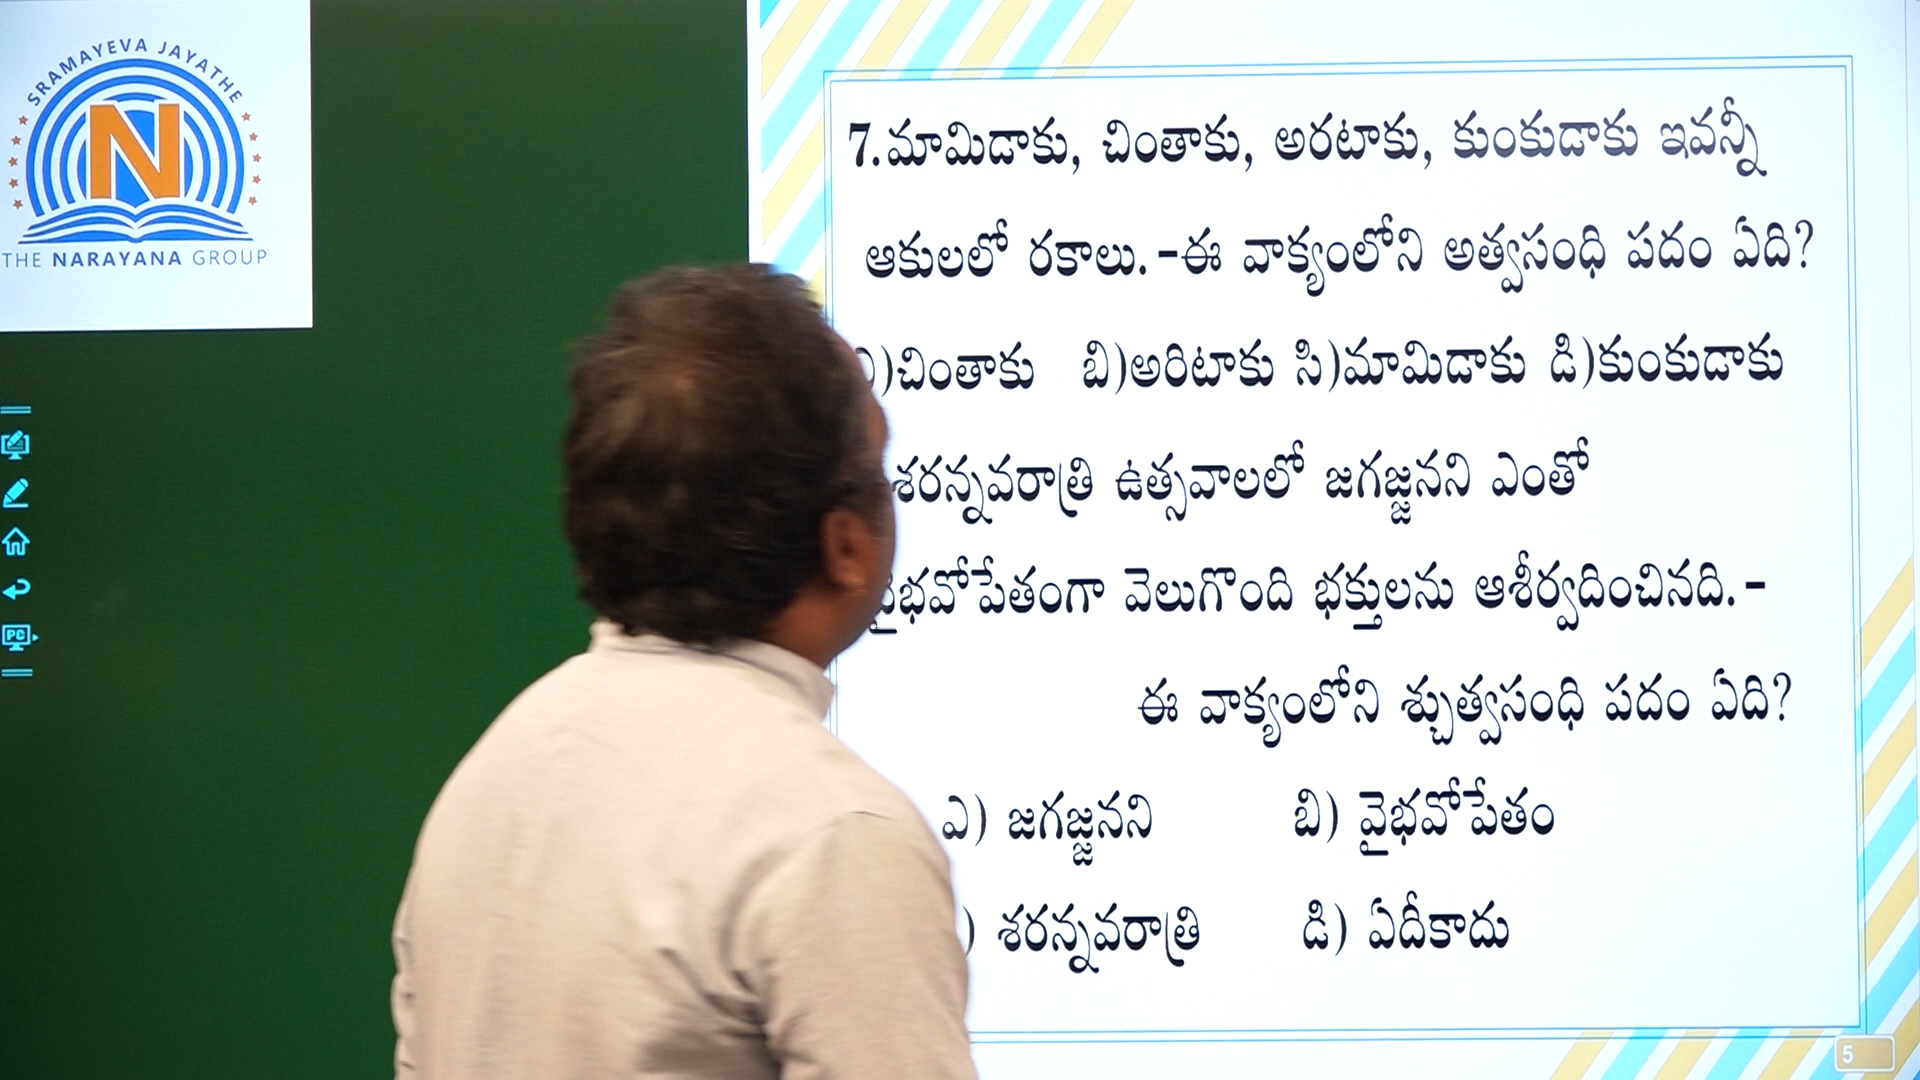 SRAMAYEVA JAYATHE
N
THE NARAYANA GROUP
PC
7.మామిడాకు, చింతాకు, అరటాకు, కుంకుడాకు ఇవన్నీ
ఆకులలో రకాలు. -ఈ వాక్యంలోని అత్వసంధి పదం ఏది?
)చింతాకు బి)అరిటాకు సి)మామిడాకు డి)కుంకుడాకు
శరన్నవరాత్రి ఉత్సవాలలో జగజ్జనని ఎంతో
వెలుగొంది భక్తులను ఆశీర్వదించినది.-
ఈ వాక్యంలోని శ్చుత్వసంధి పదం ఏది?
ఎ) జగజ్జనని బి) వైభవోపేతం
) శరన్నవరాత్రి డి) ఏదీకాదు
5